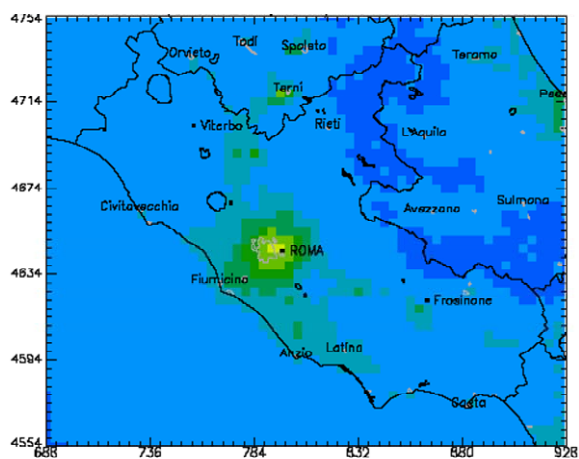 4754
Todi
Spoleto
Orvieto
Teramo
Terni
4714
Viterbo
Rieti
L'Aquila
4674
Civitavecchia
Avezzano
Sulmona
ROMA
4634
Fiumicino
Frosinone
4594
Anzio
Latina
Gaeta
4554
688
736
784
832
880
928